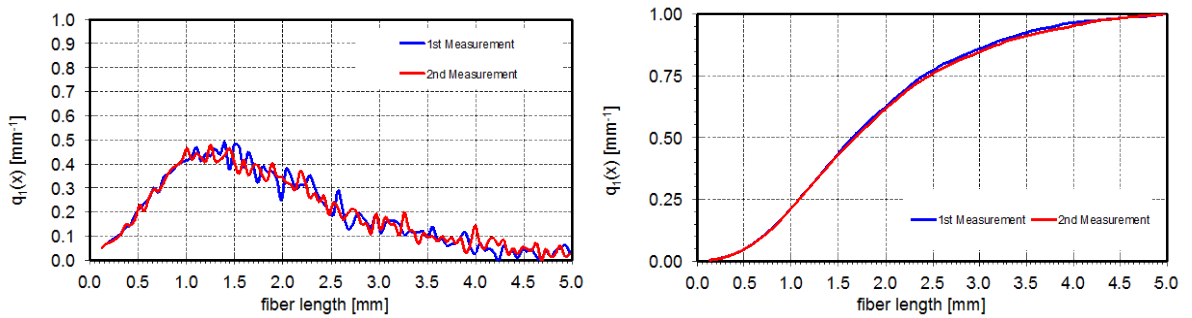 1.0
0.9
0.8
0.7
0.6
0.5
0.4
0.3
0.2
0.1
0.0
q₁(x) [mm⁻¹]
1st Measurement
2nd Measurement
0.0 0.5 1.0 1.5 2.0 2.5 3.0 3.5 4.0 4.5 5.0
fiber length [mm]
1.00
0.75
0.50
0.25
0.00
q₁(x) [mm⁻¹]
1st Measurement 2nd Measurement
0.0 0.5 1.0 1.5 2.0 2.5 3.0 3.5 4.0 4.5 5.0
fiber length [mm]